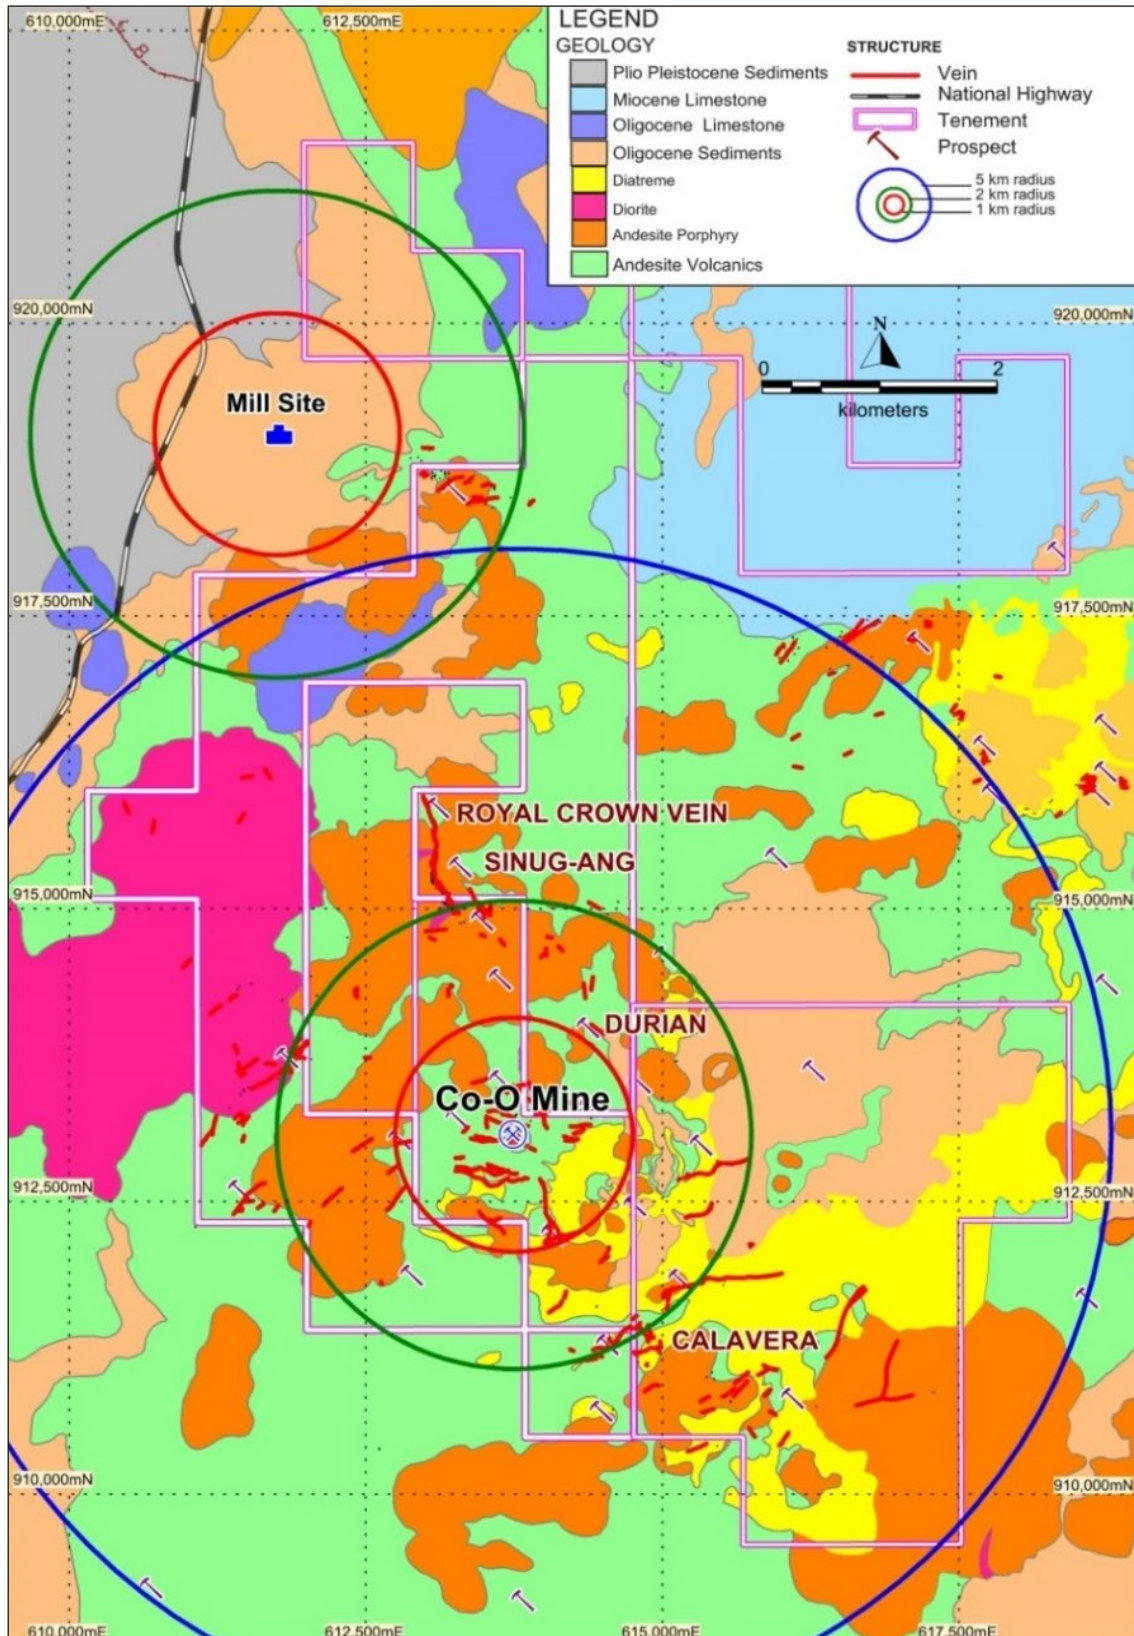 610,000mE
612,500mE
B
LEGEND
GEOLOGY
Plio Pleistocene Sediments
Miocene Limestone
Oligocene Limestone
Oligocene Sediments
Diatreme
Diorite
Andesite Porphyry
Andesite Volcanics
STRUCTURE
Vein
National Highway
Tenement
Prospect
5 km radius
2 km radius
1 km radius
920,000mN
920,000mN
N
0 2
kilometers
Mill Site
917,500mN
917,500mN
ROYAL CROWN VEIN
SINUG-ANG
915,000mN
915,000mN
DURIAN
Co-O Mine
912,500mN
912,500mN
CALAVERA
910,000mN
910,000mN
610,000mE
612,500mE
615,000mE
617,500mE